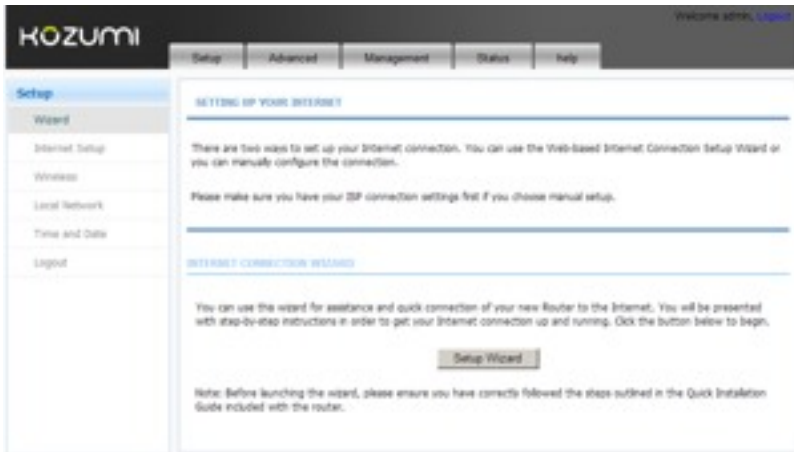 KOZUMI
Welcome admin, Logout
Setup
Advanced
Management
Status
help
Setup
Wizard
Internet Setup
Wireless
Local Network
Time and Date
Logout
SETTING UP YOUR INTERNET
There are two ways to set up your Internet connection. You can use the Web-based Internet Connection Setup Wizard or
you can manually configure the connection.
Please make sure you have your ISP connection settings first if you choose manual setup.
INTERNET CONNECTION WIZARD
You can use this wizard for assistance and quick connection of your new Router to the Internet. You will be presented
with step-by-step instructions in order to get your Internet connection up and running. Click the button below to begin.
Setup Wizard
Note: Before launching the wizard, please ensure you have correctly followed the steps outlined in the Quick Installation
Guide included with the router.